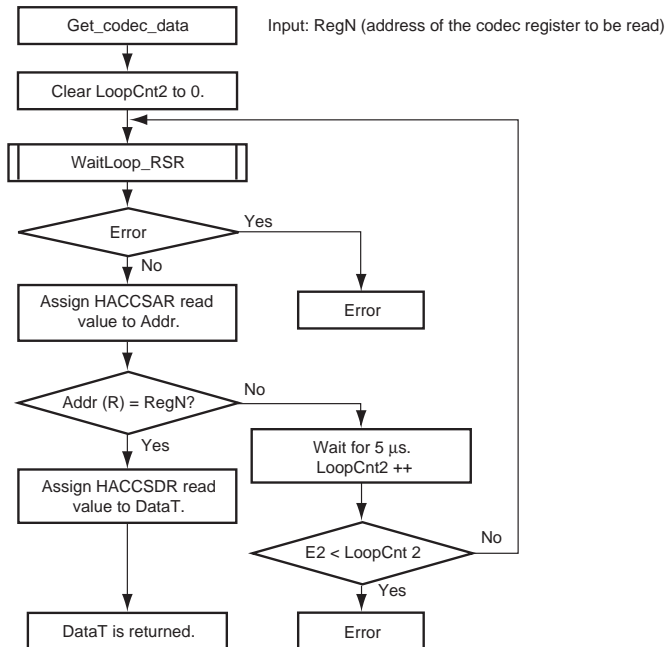 Get_codec_data
Input: RegN (address of the codec register to be read)
Clear LoopCnt2 to 0.
WaitLoop_RSR
Error
Yes
No
Error
Assign HACCSAR read
value to Addr.
Addr (R) = RegN?
No
Yes
Wait for 5 μs.
LoopCnt2 ++
Assign HACCSDR read
value to DataT.
E2 < LoopCnt 2
No
Yes
DataT is returned.
Error